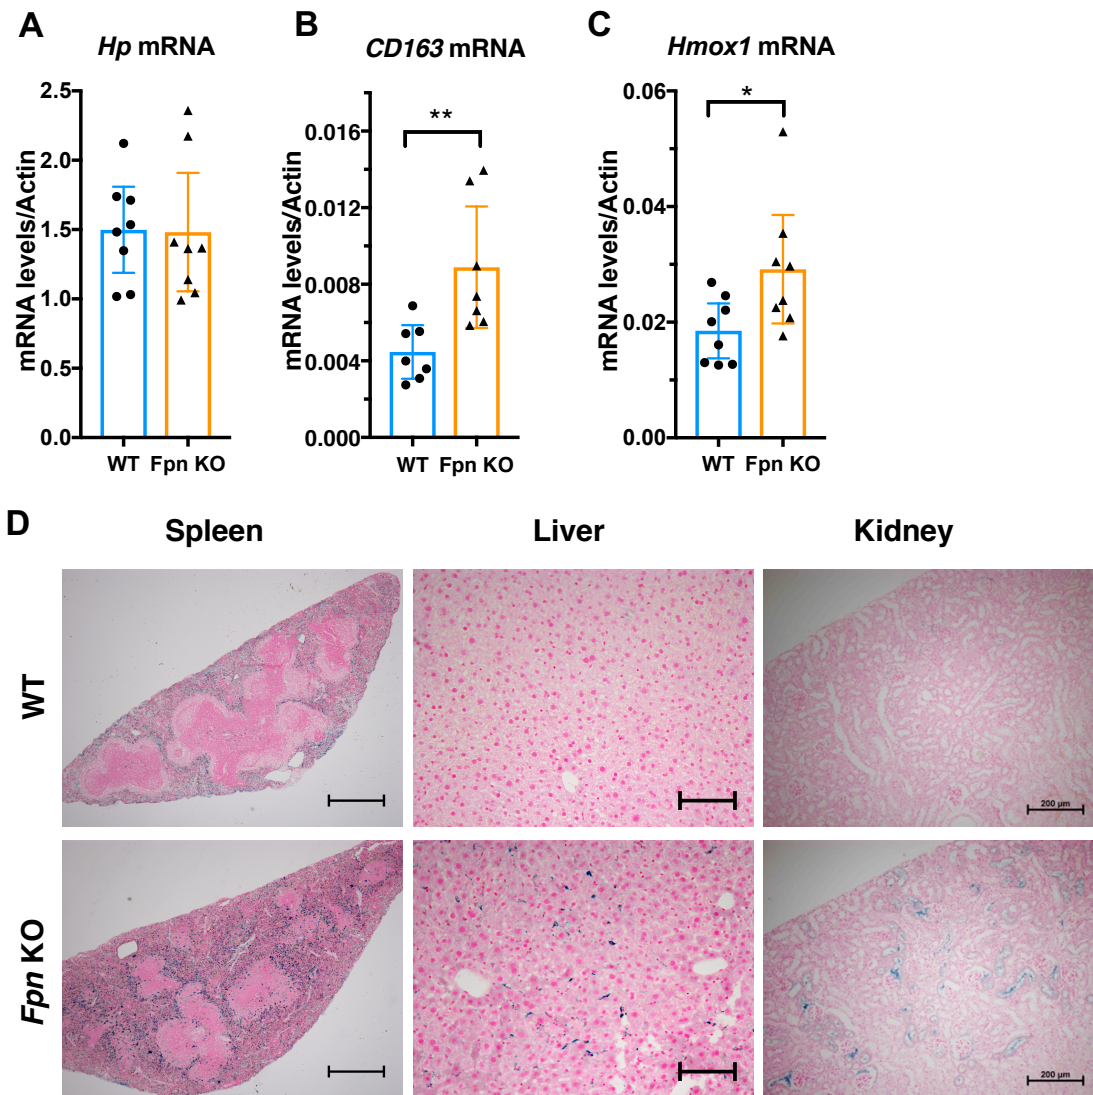 A
Hp mRNA
mRNA levels/Actin
2.5
2.0
1.5
1.0
0.5
0.0
WT
Fpn KO
B
CD163 mRNA
mRNA levels/Actin
**
0.016
0.012
0.008
0.004
0.000
WT
Fpn KO
C
Hmox1 mRNA
mRNA levels/Actin
*
0.06
0.04
0.02
0.00
WT
Fpn KO
D
Spleen
Liver
Kidney
WT
200 µm
Fpn KO
200 µm